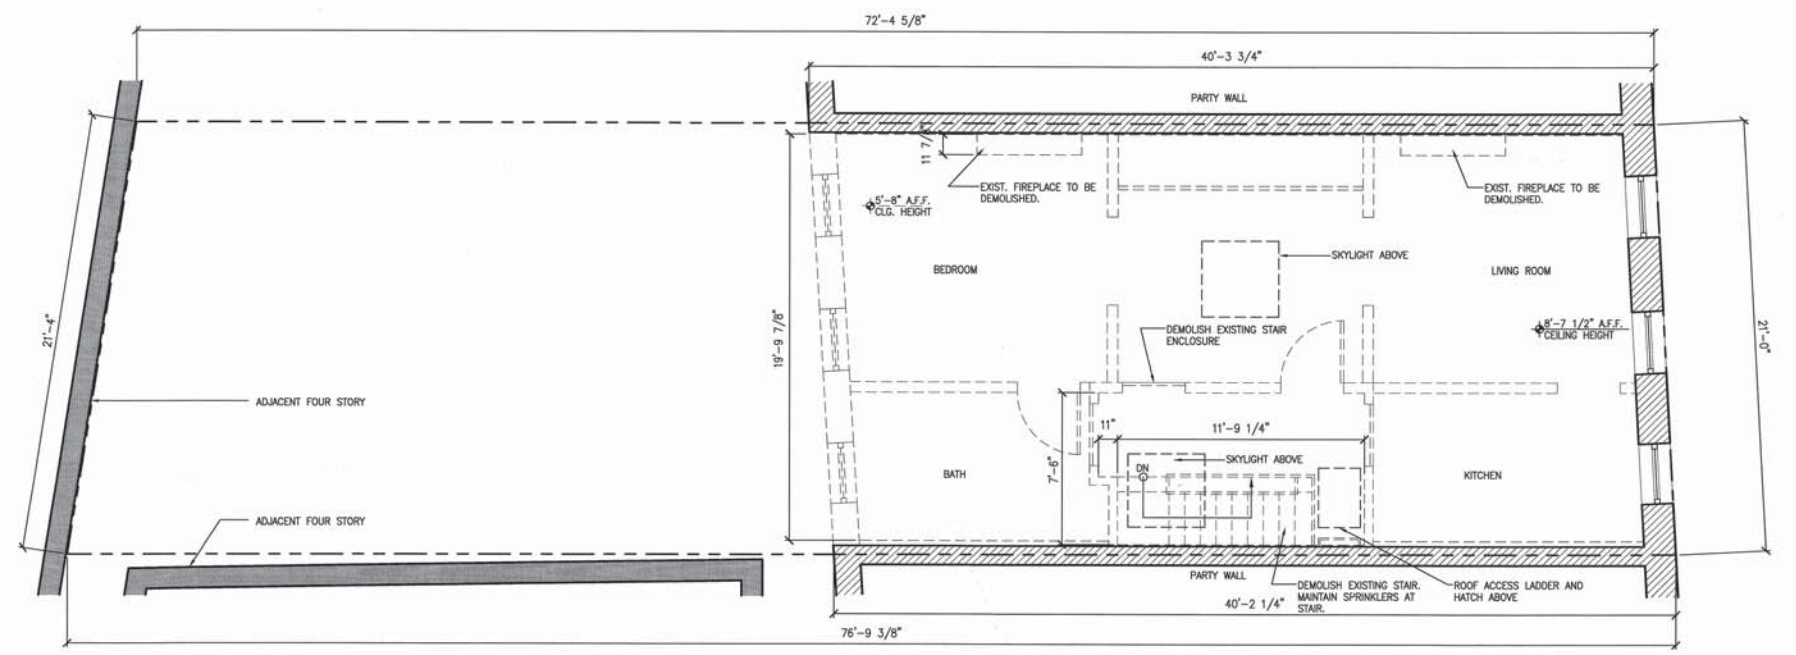 72'-4 5/8"
40'-3 3/4"
PARTY WALL
11 7/8"
EXIST. FIREPLACE TO BE
DEMOLISHED.
EXIST. FIREPLACE TO BE
DEMOLISHED.
5'-8" A.F.F.
CLG. HEIGHT
SKYLIGHT ABOVE
BEDROOM
LIVING ROOM
21'-4"
19'-9 7/8"
DEMOLISH EXISTING STAIR
ENCLOSURE
8'-7 1/2" A.F.F.
CEILING HEIGHT
21'-0"
ADJACENT FOUR STORY
11"
11'-9 1/4"
7'-6"
SKYLIGHT ABOVE
DN
BATH
KITCHEN
ADJACENT FOUR STORY
PARTY WALL
DEMOLISH EXISTING STAIR.
MAINTAIN SPRINKLERS AT
STAIR.
ROOF ACCESS LADDER AND
HATCH ABOVE
40'-2 1/4"
76'-9 3/8"